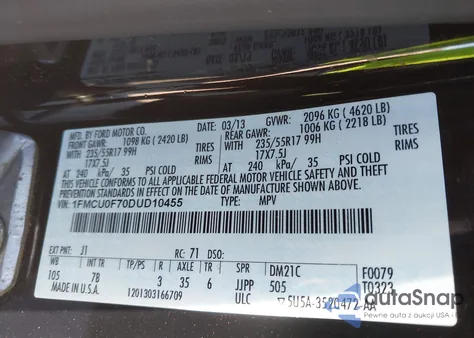 MFD. BY FORD MOTOR CO.
03/13 GVWR: 2096 KG (4620 LB)
FRONT GAWR: 1098 KG (2420 LB) REAR GAWR: 1006 KG (2218 LB)
235/55R17 99H TIRES 235/55R17 99H TIRES
17X7.5J RIMS 17X7.5J RIMS
AT 240 kPa/ 35 PSI COLD AT 240 kPa/ 35 PSI COLD
THIS VEHICLE CONFORMS TO ALL APPLICABLE FEDERAL MOTOR VEHICLE
SAFETY, BUMPER, AND THEFT PREVENTION STANDARDS IN EFFECT ON
THE DATE OF MANUFACTURE SHOWN ABOVE.
VIN: 1FMCU0F70DUD10455 TYPE: MPV
EXT PNT: J1 RC: 71 DSO: F0079
WB INT TR TP/PS R AXLE TR SPR DM21C T0323
105 78 3 35 6 JJPP 505
MADE IN U.S.A. ULC
1201303166709 5U5A-3520472-AA
autoSnap
Pewne auta z aukcji w USA